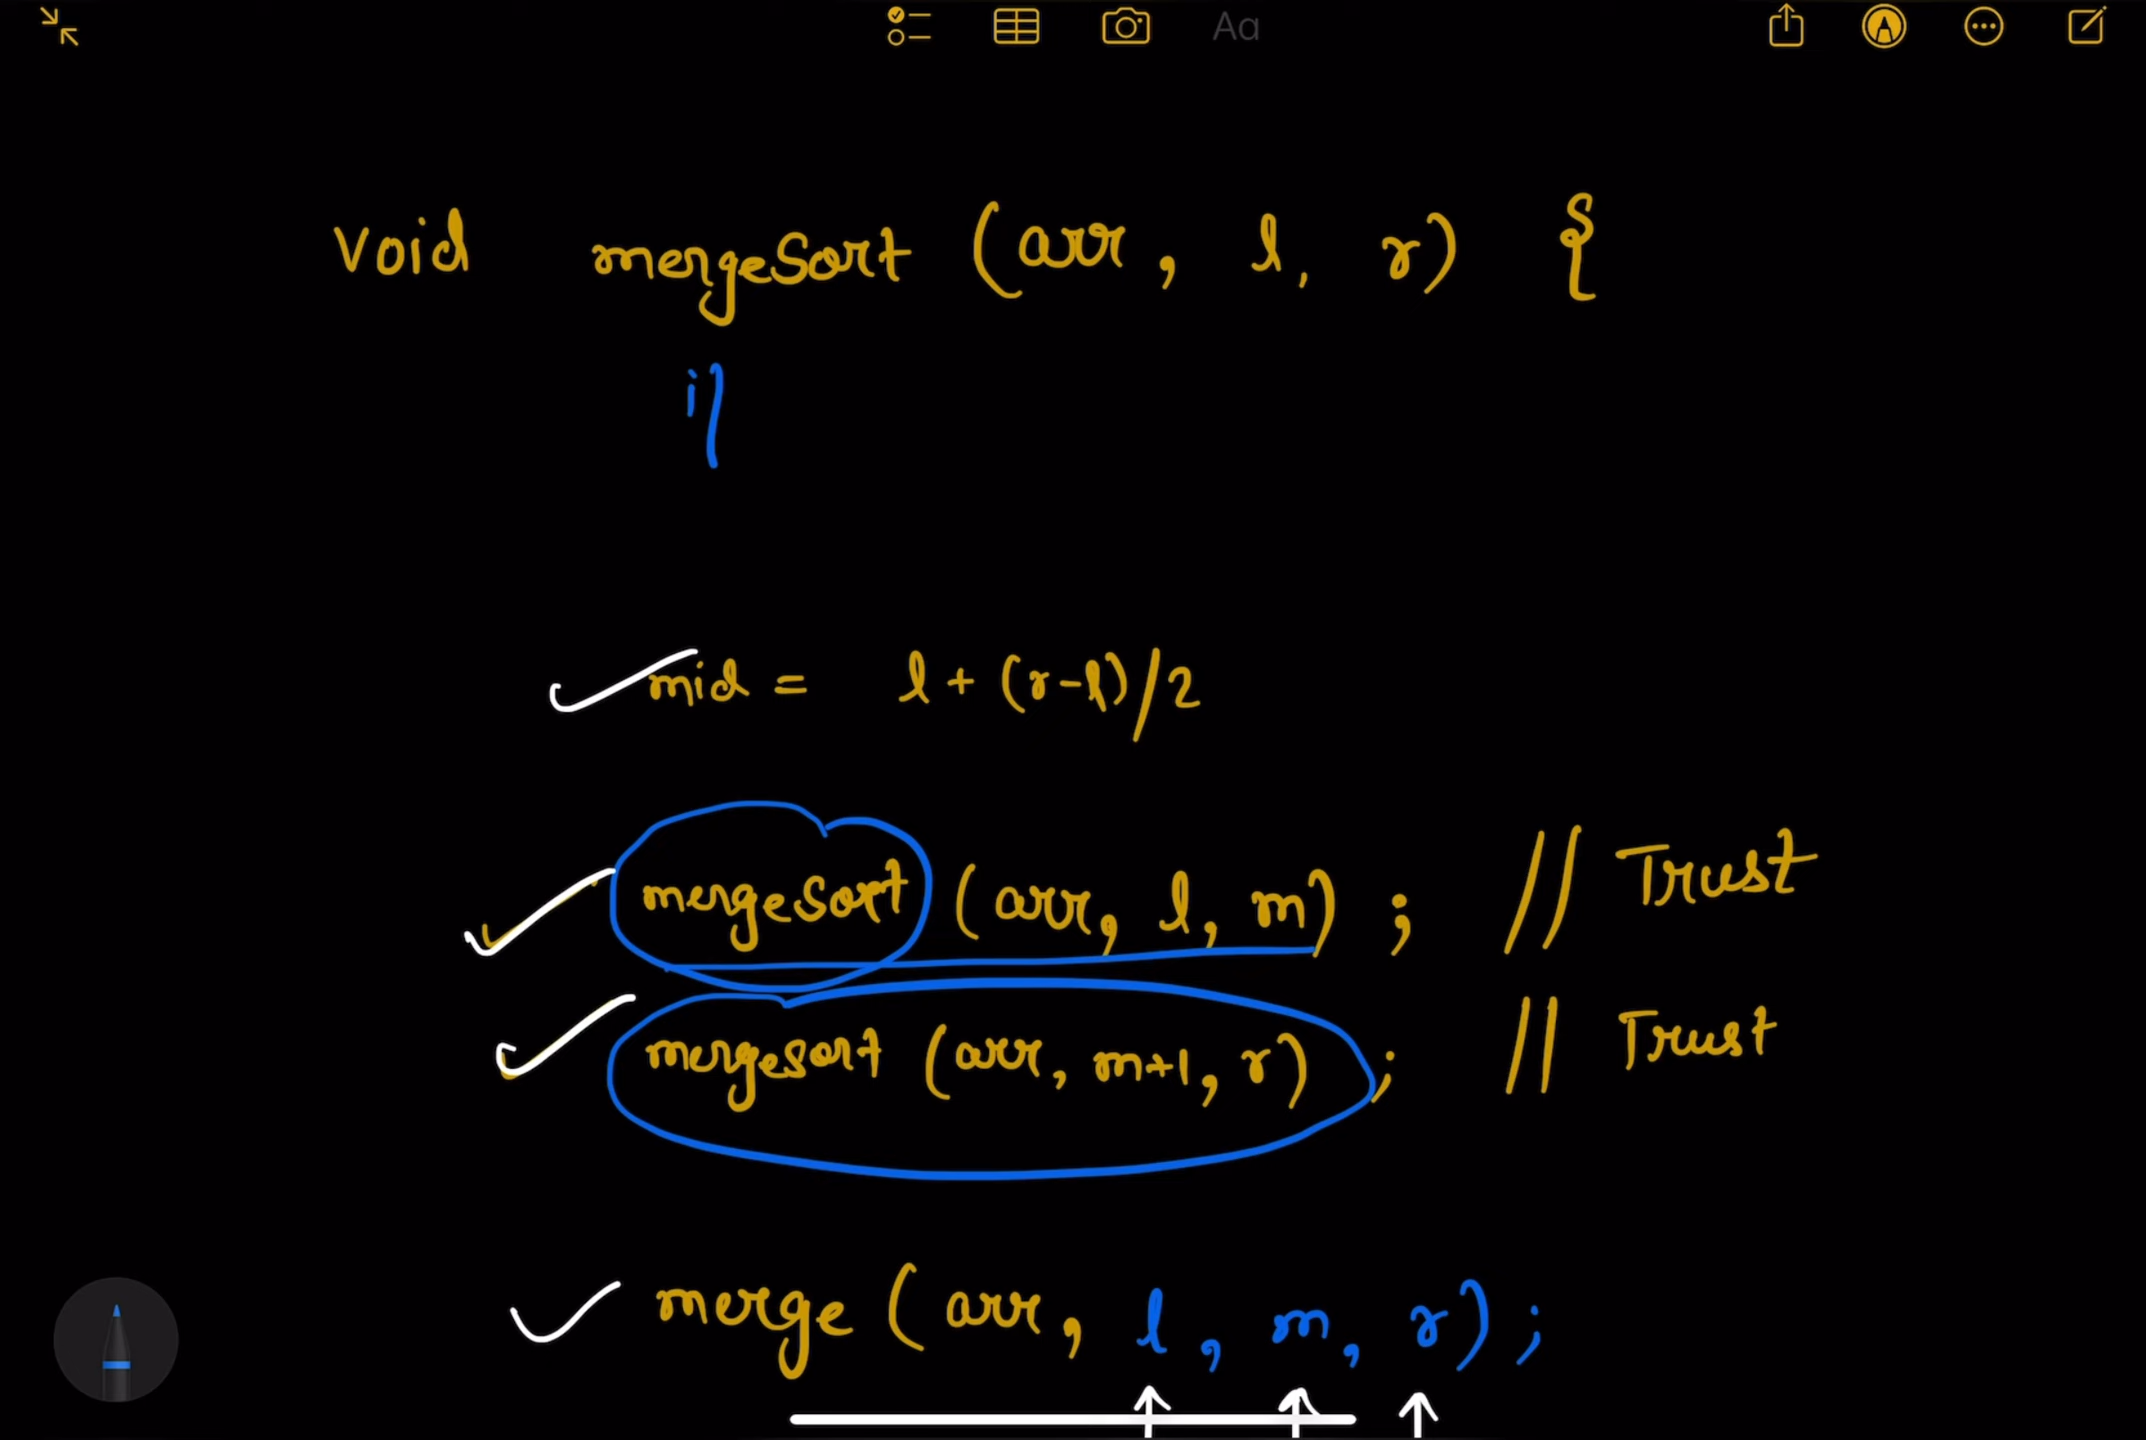 Aa
void mergeSort (arr, l, r) {
if
mid = l + (r-l)/2
mergeSort (arr, l, m); // Trust
mergesort (arr, m+1, r); // Trust
merge (arr, l, m, r);